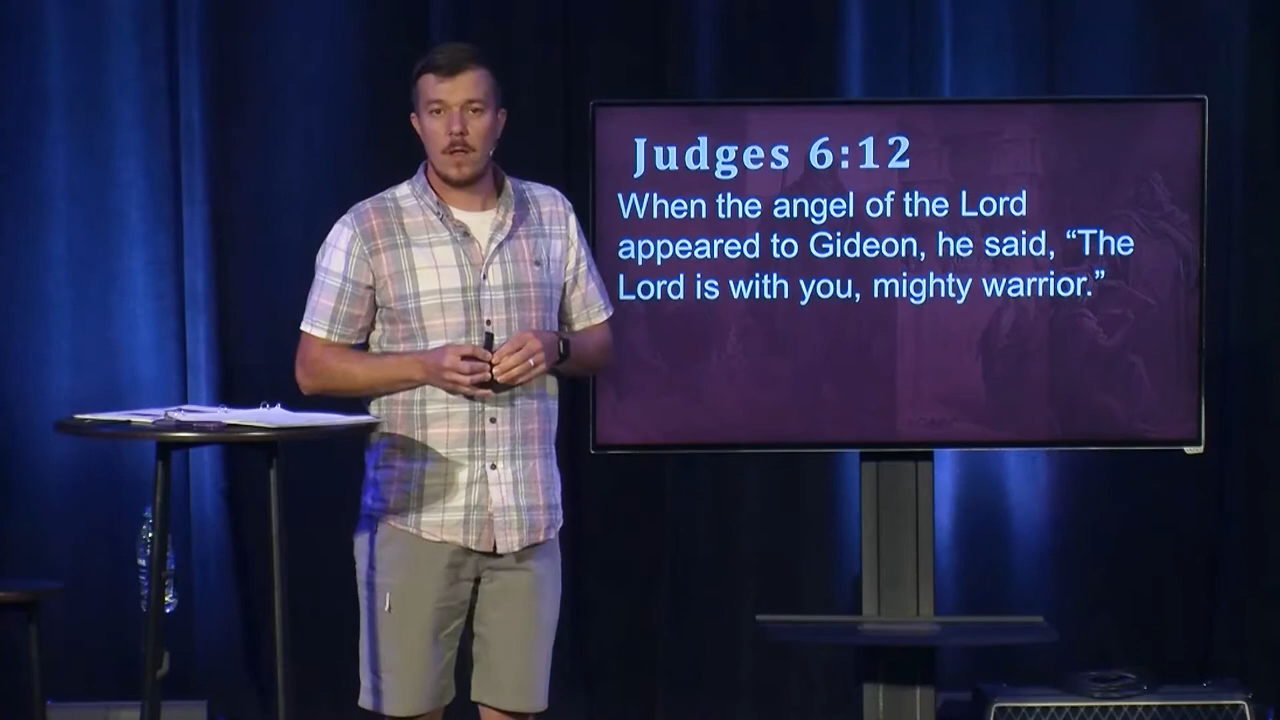 Judges 6:12
When the angel of the Lord
appeared to Gideon, he said, “The
Lord is with you, mighty warrior.”